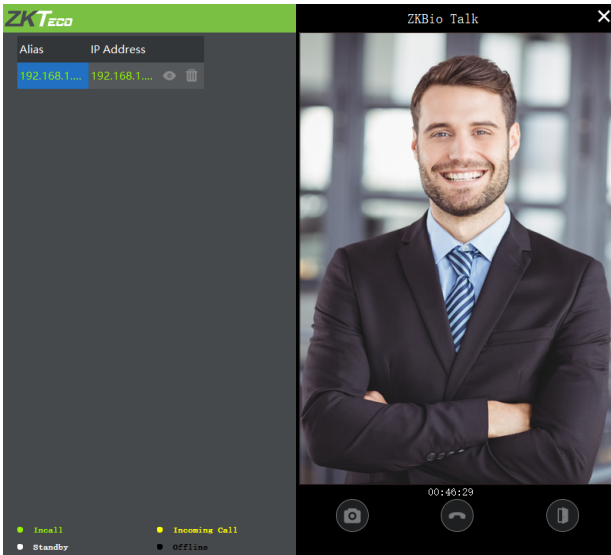 ZKTECO
ZKBio Talk
Alias IP Address
192.168.1.... 192.168.1....
00:46:29
Incall Incoming Call
Standby Offline